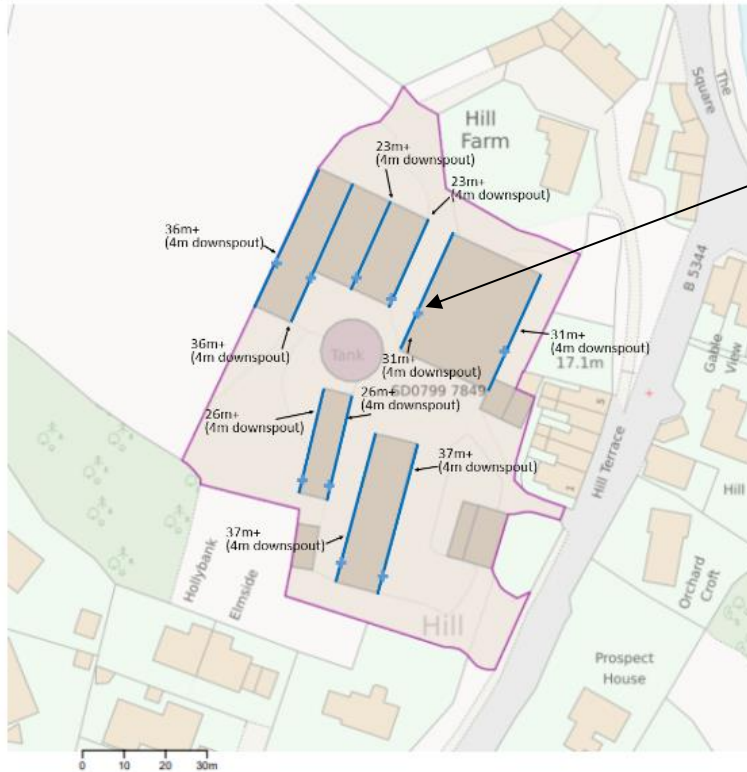 The
Square
Hill
Farm
23m+
(4m downspout)
23m+
(4m downspout)
36m+
(4m downspout)
B 5344
Gable
View
31m+
(4m downspout)
36m+
(4m downspout)
Tank
31m+
(4m downspout)
17.1m
SD0799 7849
26m+
(4m downspout)
26m+
(4m downspout)
5
37m+
(4m downspout)
Hill Terrace
1
Hill
37m+
(4m downspout)
Hollybank
Elmside
Orchard
Croft
Hill
Prospect
House
0 10 20 30m